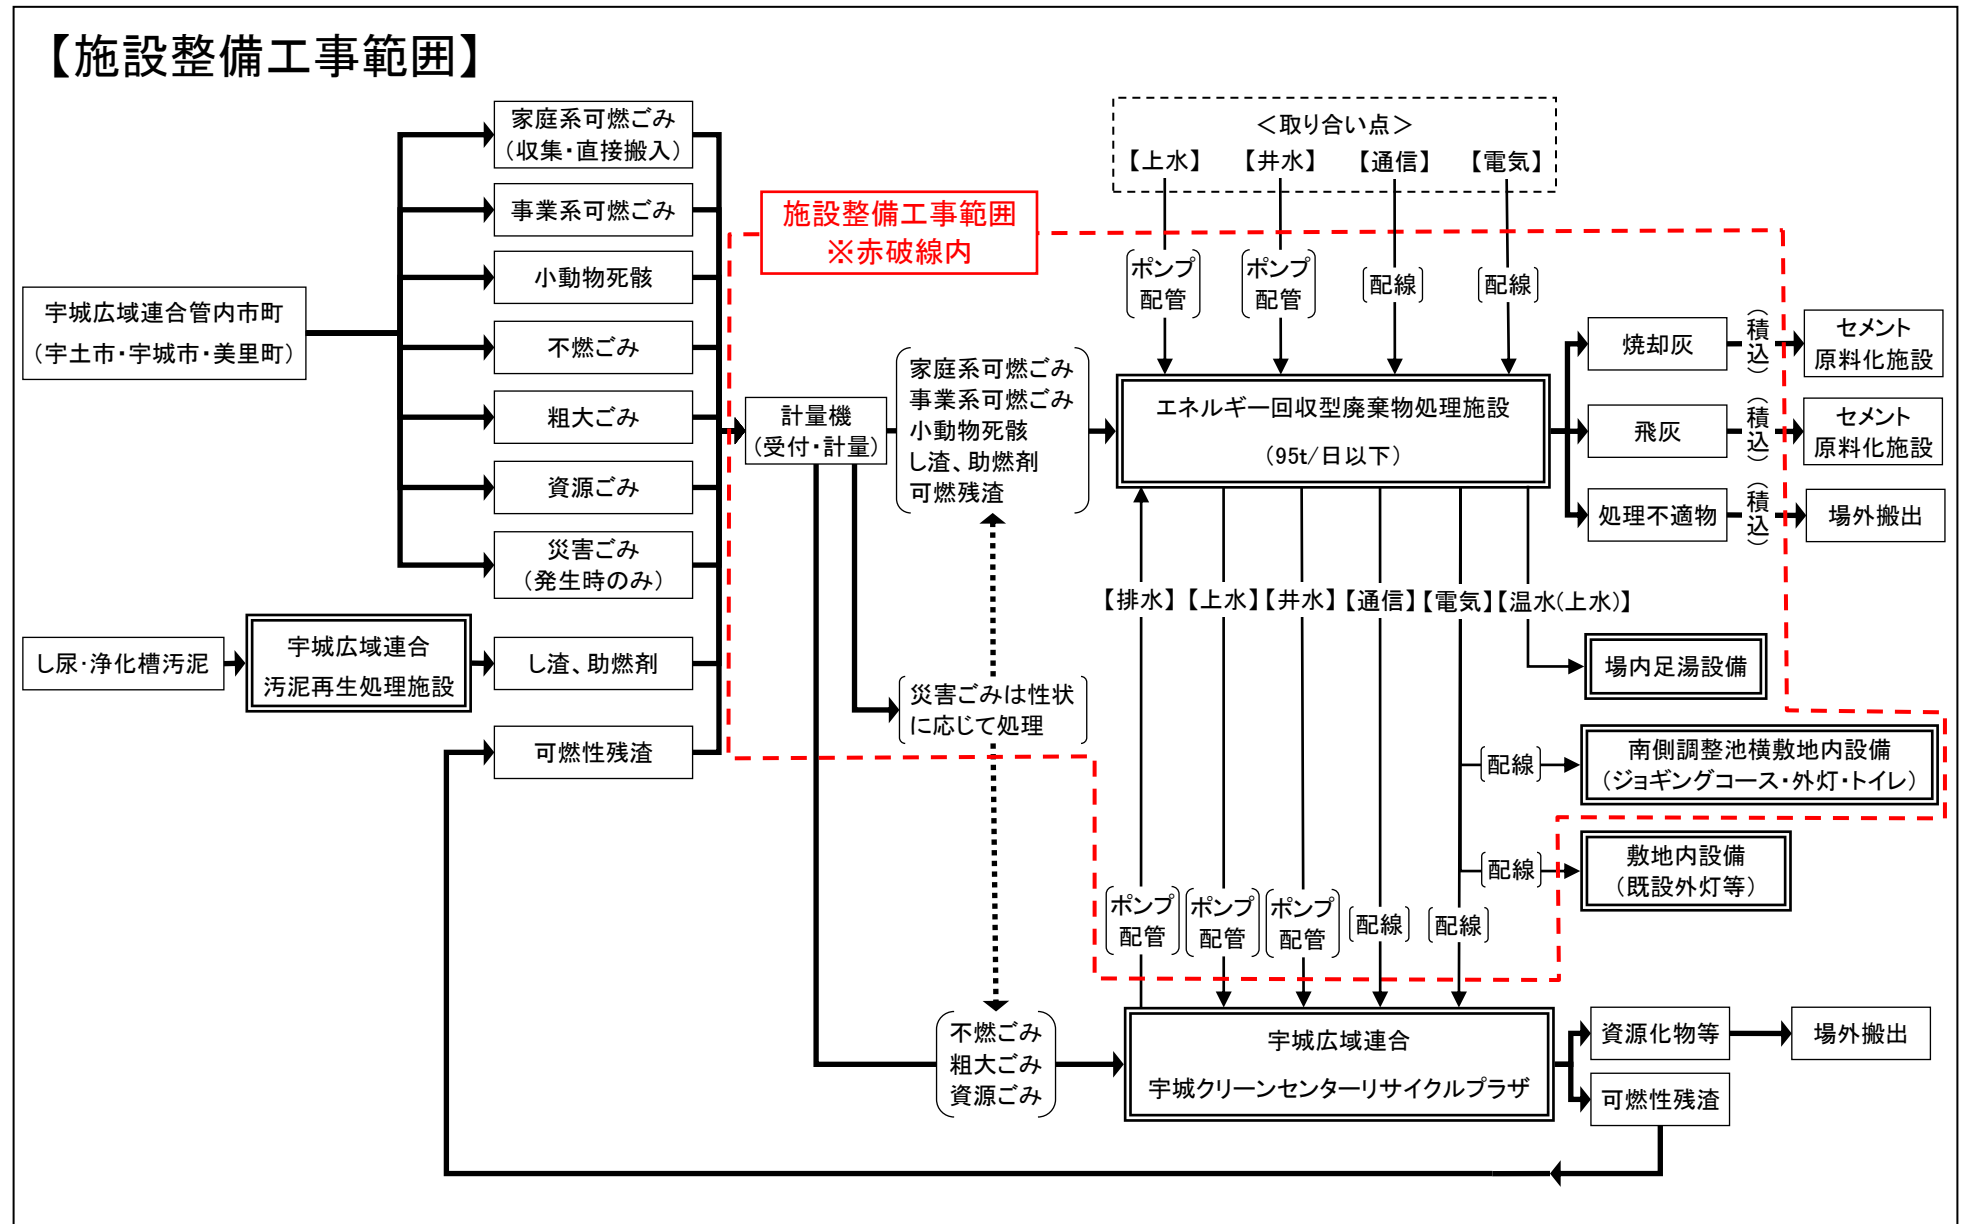 【施設整備工事範囲】
家庭系可燃ごみ
（収集・直接搬入）
事業系可燃ごみ
小動物死骸
不燃ごみ
粗大ごみ
資源ごみ
災害ごみ
（発生時のみ）
宇城広域連合管内市町
（宇土市・宇城市・美里町）
し尿・浄化槽汚泥
宇城広域連合
汚泥再生処理施設
し渣、助燃剤
可燃性残渣
施設整備工事範囲
※赤破線内
＜取り合い点＞
【上水】
【井水】
【通信】
【電気】
ポンプ
配管
ポンプ
配管
配線
配線
計量機
（受付・計量）
家庭系可燃ごみ
事業系可燃ごみ
小動物死骸
し渣、助燃剤
可燃残渣
エネルギー回収型廃棄物処理施設
（95t/日以下）
焼却灰
（積込）
セメント
原料化施設
飛灰
（積込）
セメント
原料化施設
処理不適物
（積込）
場外搬出
【排水】
【上水】
【井水】
【通信】
【電気】
【温水(上水)】
場内足湯設備
災害ごみは性状
に応じて処理
配線
南側調整池横敷地内設備
（ジョギングコース・外灯・トイレ）
配線
敷地内設備
（既設外灯等）
ポンプ
配管
ポンプ
配管
ポンプ
配管
配線
配線
不燃ごみ
粗大ごみ
資源ごみ
宇城広域連合
宇城クリーンセンターリサイクルプラザ
資源化物等
場外搬出
可燃性残渣